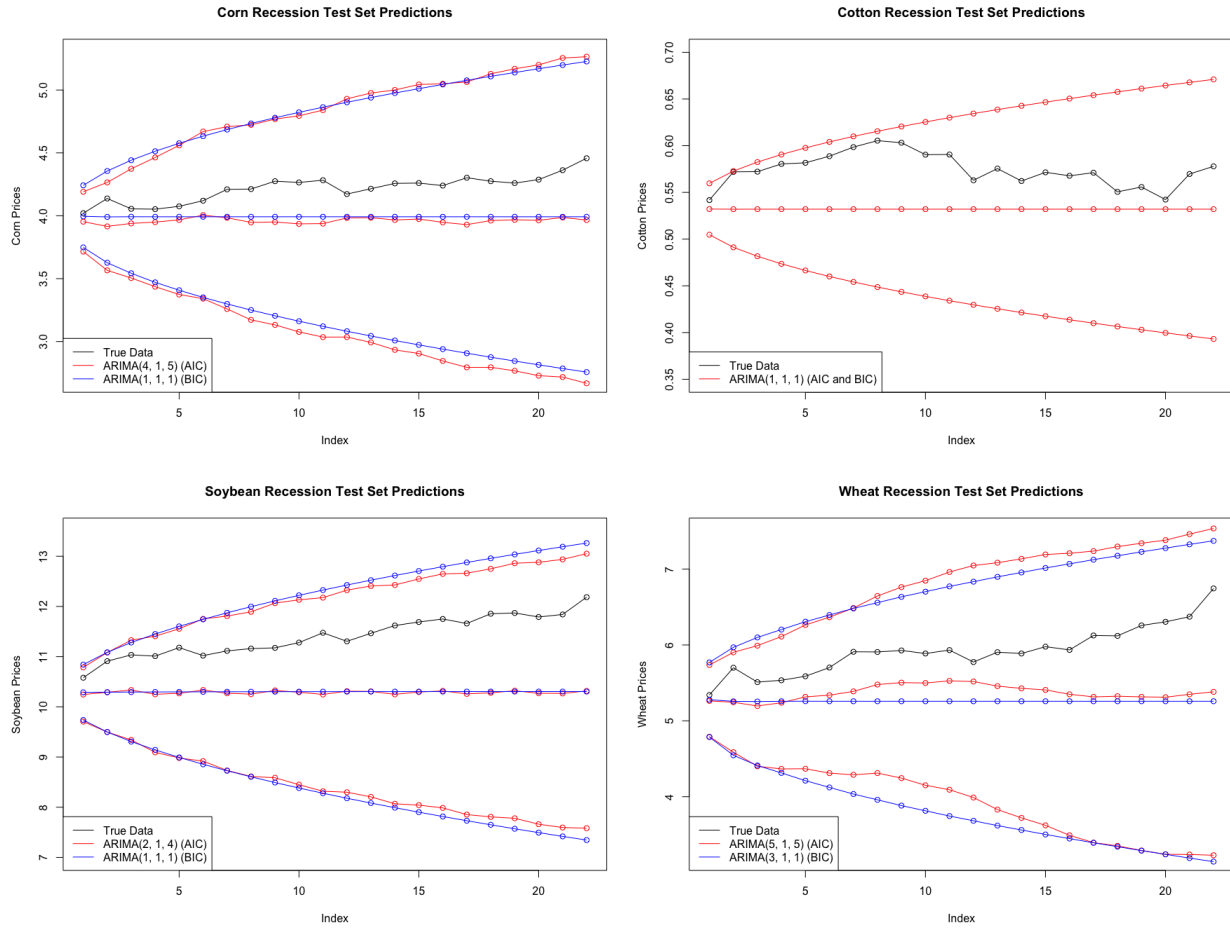 Corn Recession Test Set Predictions
Corn Prices
5.0
4.5
4.0
3.5
3.0
True Data
ARIMA(4, 1, 5) (AIC)
ARIMA(1, 1, 1) (BIC)
5 10 15 20
Index
Cotton Recession Test Set Predictions
Cotton Prices
0.70
0.65
0.60
0.55
0.50
0.45
0.40
0.35
True Data
ARIMA(1, 1, 1) (AIC and BIC)
5 10 15 20
Index
Soybean Recession Test Set Predictions
Soybean Prices
13
12
11
10
9
8
7
True Data
ARIMA(2, 1, 4) (AIC)
ARIMA(1, 1, 1) (BIC)
5 10 15 20
Index
Wheat Recession Test Set Predictions
Wheat Prices
7
6
5
4
True Data
ARIMA(5, 1, 5) (AIC)
ARIMA(3, 1, 1) (BIC)
5 10 15 20
Index